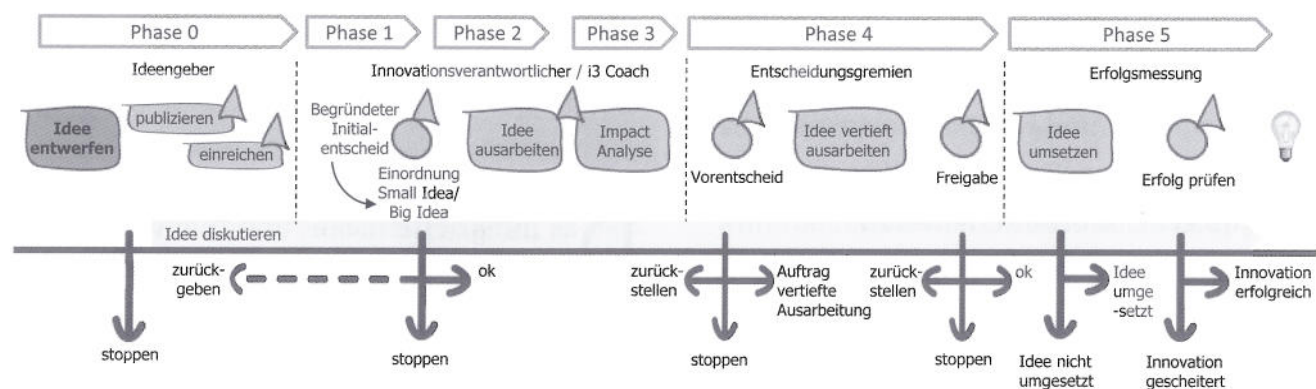 Phase 0
Phase 1
Phase 2
Phase 3
Phase 4
Phase 5
Ideengeber
Innovationsverantwortlicher / i3 Coach
Entscheidungsgremien
Erfolgsmessung
Idee
entwerfen
publizieren
einreichen
Begründeter
Initial-
entscheid
Einordnung
Small Idea/
Big Idea
Idee
ausarbeiten
Impact
Analyse
Vorentscheid
Idee vertieft
ausarbeiten
Freigabe
Idee
umsetzen
Erfolg prüfen
Idee diskutieren
stoppen
zurück-
geben
ok
stoppen
zurück-
stellen
Auftrag
vertiefte
Ausarbeitung
stoppen
zurück-
stellen
ok
stoppen
Idee
umge
-setzt
Idee nicht
umgesetzt
Innovation
erfolgreich
Innovation
gescheitert